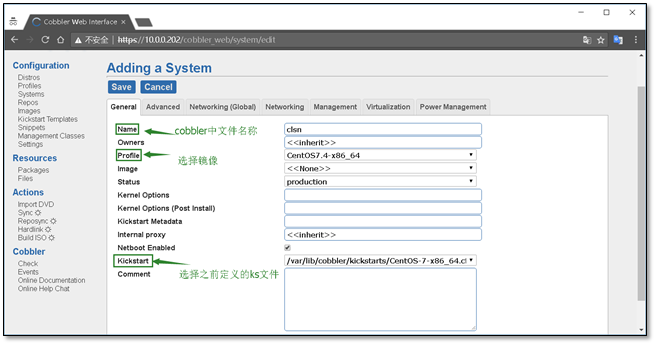 Cobbler Web Interface
不安全 | https://10.0.0.202/cobbler_web/system/edit
Configuration
Distros
Profiles
Systems
Repos
Images
Kickstart Templates
Snippets
Management Classes
Settings
Resources
Packages
Files
Actions
Import DVD
Sync
Reposync
Hardlink
Build ISO
Cobbler
Check
Events
Online Documentation
Online Help Chat
Adding a System
Save Cancel
General Advanced Networking (Global) Networking Management Virtualization Power Management
Name cobbler中文件名称 clsn
Owners <<inherit>>
Profile 选择镜像 CentOS7.4-x86_64
Image <<None>>
Status production
Kernel Options
Kernel Options (Post Install)
Kickstart Metadata
Internal proxy <<inherit>>
Netboot Enabled
Kickstart /var/lib/cobbler/kickstarts/CentOS-7-x86_64.cf
选择之前定义的ks文件
Comment